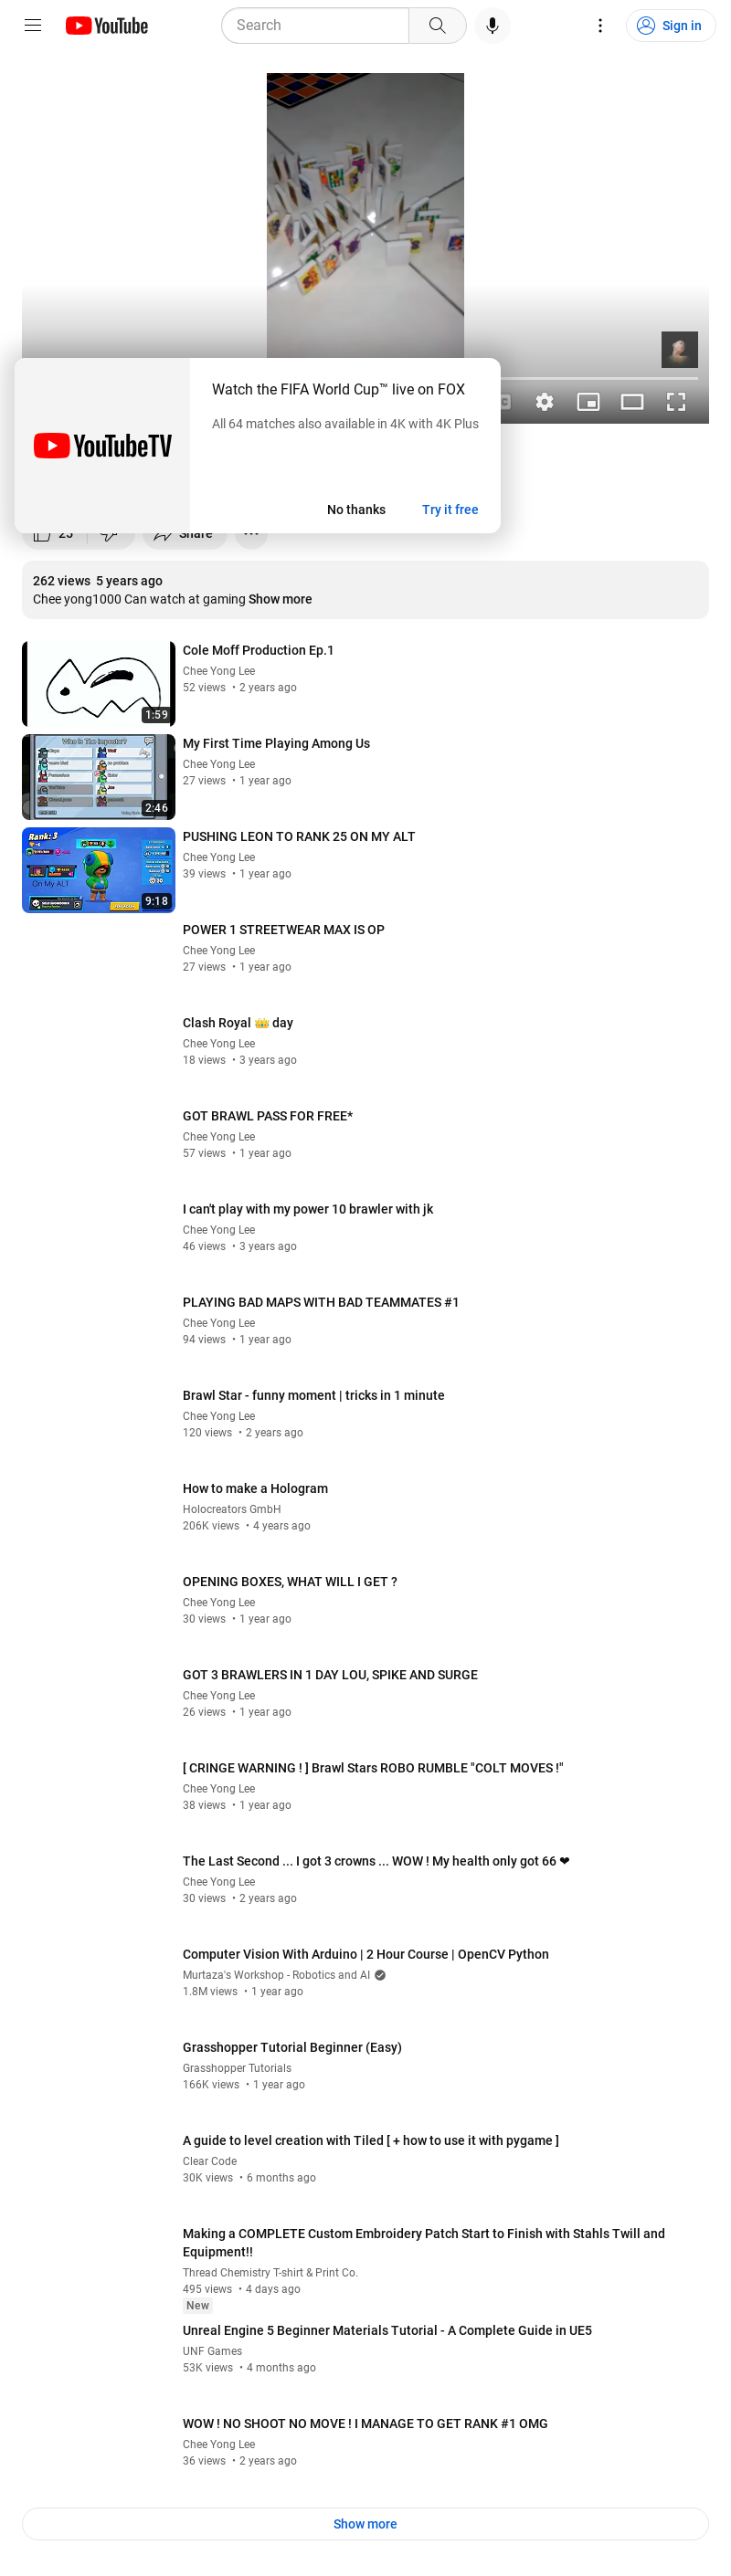 YouTube
Search
Sign in
Watch the FIFA World Cup™ live on FOX
All 64 matches also available in 4K with 4K Plus
YouTubeTV
No thanks
Try it free
25
Share
262 views 5 years ago
Chee yong1000 Can watch at gaming Show more
Cole Moff Production Ep.1
Chee Yong Lee
52 views • 2 years ago
1:59
My First Time Playing Among Us
Chee Yong Lee
27 views • 1 year ago
Who Is The Impostor?
2:46
PUSHING LEON TO RANK 25 ON MY ALT
Chee Yong Lee
39 views • 1 year ago
Rank: 3
On My ALT
9:18
POWER 1 STREETWEAR MAX IS OP
Chee Yong Lee
27 views • 1 year ago
Clash Royal 👑 day
Chee Yong Lee
18 views • 3 years ago
GOT BRAWL PASS FOR FREE*
Chee Yong Lee
57 views • 1 year ago
I can't play with my power 10 brawler with jk
Chee Yong Lee
46 views • 3 years ago
PLAYING BAD MAPS WITH BAD TEAMMATES #1
Chee Yong Lee
94 views • 1 year ago
Brawl Star - funny moment | tricks in 1 minute
Chee Yong Lee
120 views • 2 years ago
How to make a Hologram
Holocreators GmbH
206K views • 4 years ago
OPENING BOXES, WHAT WILL I GET ?
Chee Yong Lee
30 views • 1 year ago
GOT 3 BRAWLERS IN 1 DAY LOU, SPIKE AND SURGE
Chee Yong Lee
26 views • 1 year ago
[ CRINGE WARNING ! ] Brawl Stars ROBO RUMBLE "COLT MOVES !"
Chee Yong Lee
38 views • 1 year ago
The Last Second ... I got 3 crowns ... WOW ! My health only got 66 ❤
Chee Yong Lee
30 views • 2 years ago
Computer Vision With Arduino | 2 Hour Course | OpenCV Python
Murtaza's Workshop - Robotics and AI
1.8M views • 1 year ago
Grasshopper Tutorial Beginner (Easy)
Grasshopper Tutorials
166K views • 1 year ago
A guide to level creation with Tiled [ + how to use it with pygame ]
Clear Code
30K views • 6 months ago
Making a COMPLETE Custom Embroidery Patch Start to Finish with Stahls Twill and
Equipment!!
Thread Chemistry T-shirt & Print Co.
495 views • 4 days ago
New
Unreal Engine 5 Beginner Materials Tutorial - A Complete Guide in UE5
UNF Games
53K views • 4 months ago
WOW ! NO SHOOT NO MOVE ! I MANAGE TO GET RANK #1 OMG
Chee Yong Lee
36 views • 2 years ago
Show more